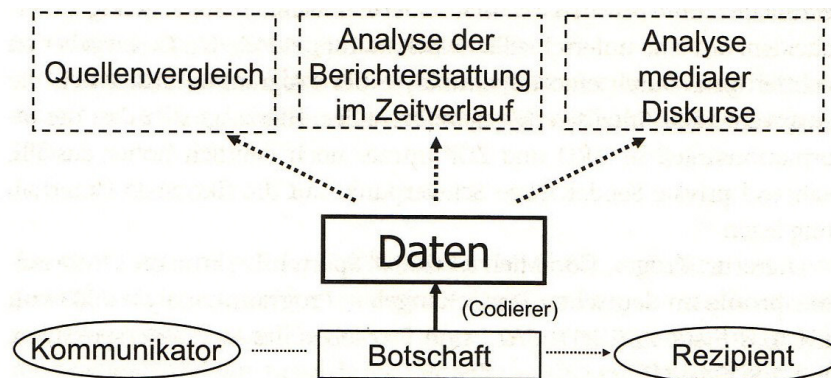 Quellenvergleich
Analyse der
Berichterstattung
im Zeitverlauf
Analyse
medialer
Diskurse
Daten
(Codierer)
Kommunikator
Botschaft
Rezipient